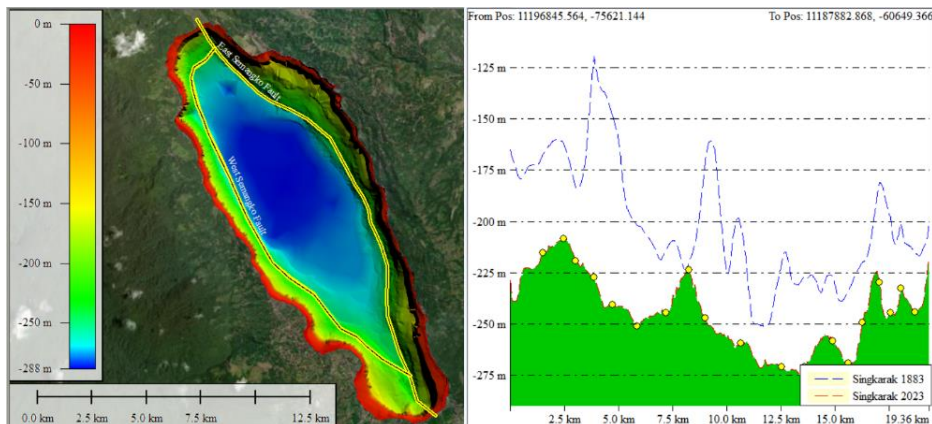 0 m
-50 m
-100 m
-150 m
-200 m
-250 m
-288 m
East Semangko Fault
West Semangko Fault
0.0 km 2.5 km 5.0 km 7.5 km 10.0 km 12.5 km
From Pos: 11196845.564, -75621.144 To Pos: 11187882.868, -60649.366
-125 m
-150 m
-175 m
-200 m
-225 m
-250 m
-275 m
Singkarak 1883
Singkarak 2023
2.5 km 5.0 km 7.5 km 10.0 km 12.5 km 15.0 km 19.36 km